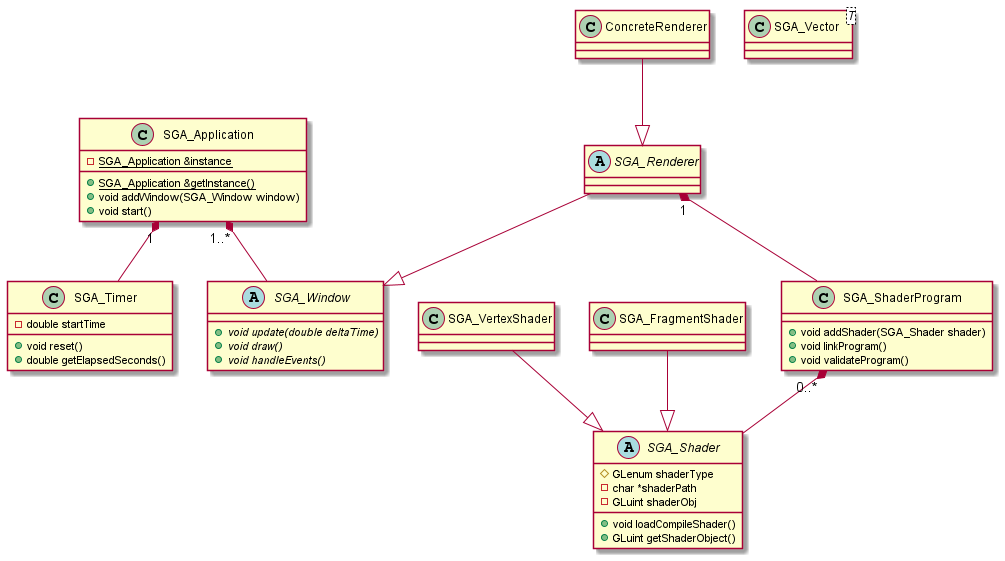 C ConcreteRenderer
C SGA_Vector
T
C SGA_Application
SGA_Application &instance
SGA_Application &getInstance()
void addWindow(SGA_Window window)
void start()
A SGA_Renderer
1
1..*
1
C SGA_Timer
double startTime
void reset()
double getElapsedSeconds()
A SGA_Window
void update(double deltaTime)
void draw()
void handleEvents()
C SGA_VertexShader
C SGA_FragmentShader
C SGA_ShaderProgram
void addShader(SGA_Shader shader)
void linkProgram()
void validateProgram()
0..*
A SGA_Shader
GLenum shaderType
char *shaderPath
GLuint shaderObj
void loadCompileShader()
GLuint getShaderObject()